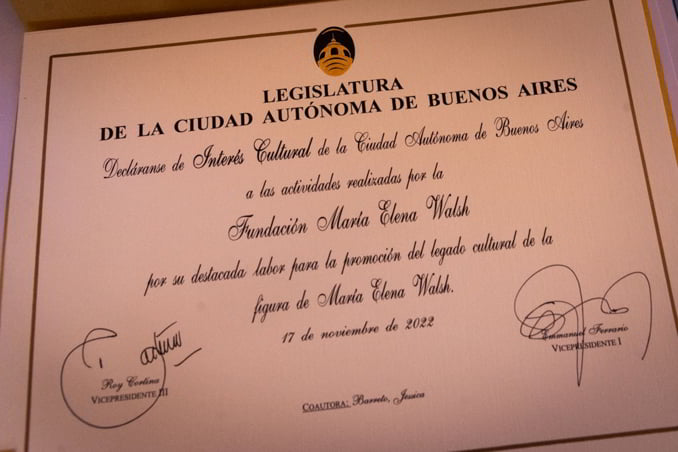 LEGISLATURA
DE LA CIUDAD AUTÓNOMA DE BUENOS AIRES
Decláranse de Interés Cultural de la Ciudad Autónoma de Buenos Aires
a las actividades realizadas por la
Fundación María Elena Walsh
por su destacada labor para la promoción del legado cultural de la
figura de María Elena Walsh.
17 de noviembre de 2022
Roy Cortina
VICEPRESIDENTE III
Emmanuel Ferrario
VICEPRESIDENTE I
COAUTORA: Barreto, Jessica